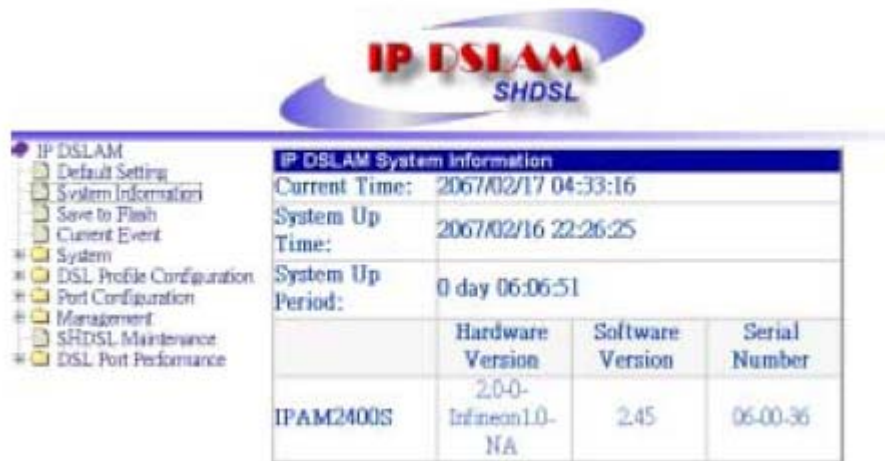 IP DSLAM
SHDSL
IP DSLAM
Default Setting
System Information
Save to Flash
Current Event
System
DSL Profile Configuration
Port Configuration
Management
SHDSL Maintenance
DSL Port Performance
IP DSLAM System Information
Current Time: 2067/02/17 04:33:16
System Up
Time:
2067/02/16 22:26:25
System Up
Period:
0 day 06:06:51
Hardware
Version
Software
Version
Serial
Number
IPAM2400S
2.0-0-
Infineon1.0-
NA
2.45
06-00-36